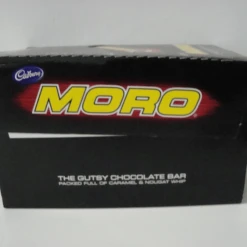 Cadbury
MORO
THE GUTSY CHOCOLATE BAR
PACKED FULL OF CARAMEL & NOUGAT WHIP